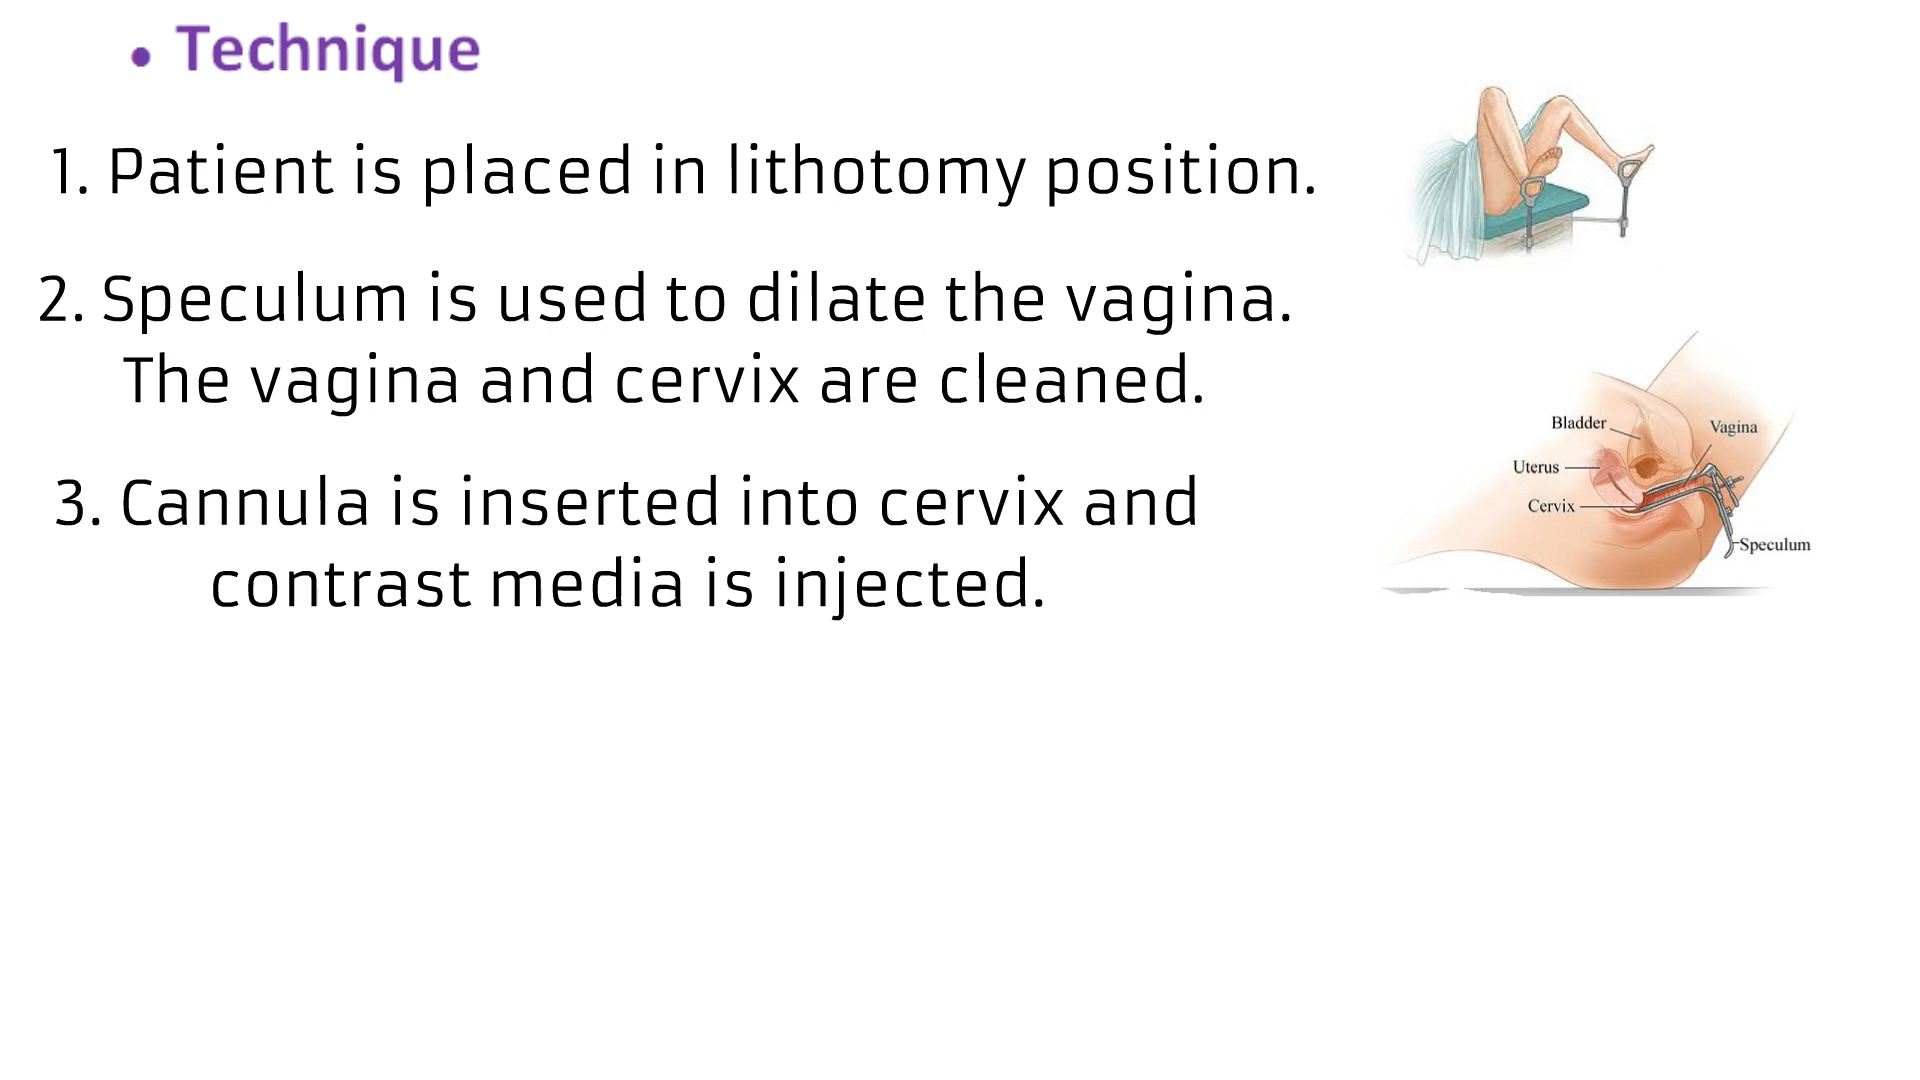 • Technique
1. Patient is placed in lithotomy position.
2. Speculum is used to dilate the vagina.
The vagina and cervix are cleaned.
3. Cannula is inserted into cervix and
contrast media is injected.
Bladder
Vagina
Uterus
Cervix
Speculum